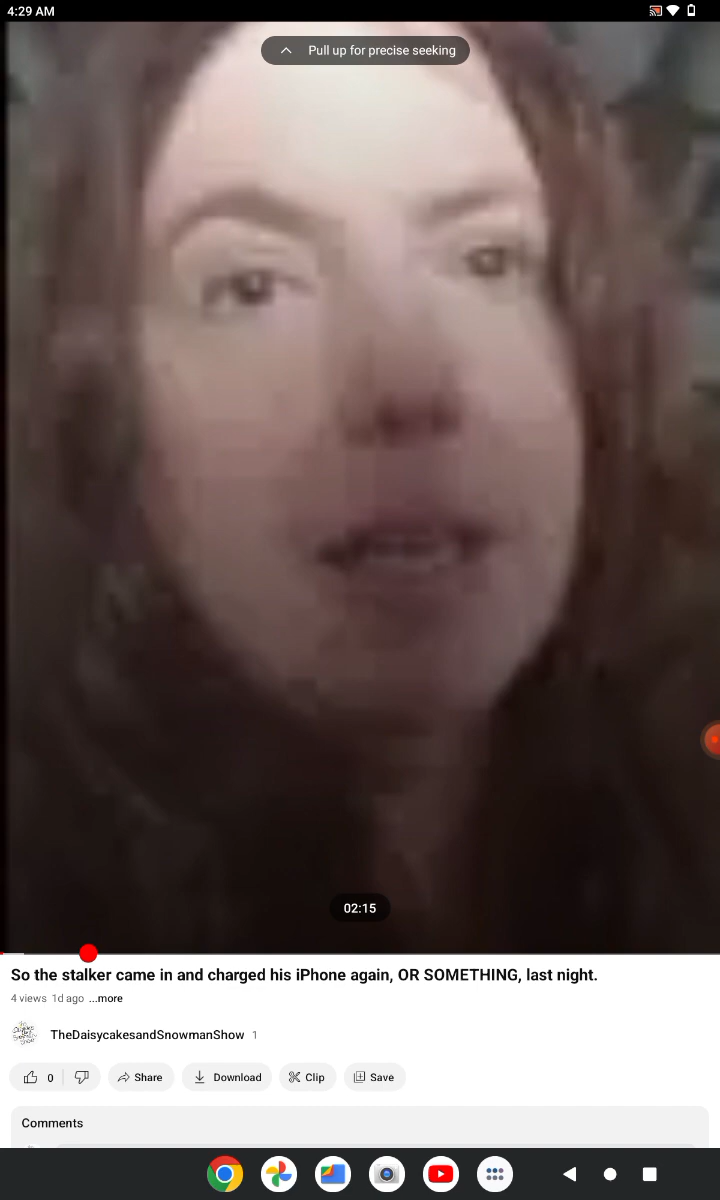 4:29 AM
Pull up for precise seeking
02:15
So the stalker came in and charged his iPhone again, OR SOMETHING, last night.
4 views 1d ago ...more
TheDaisycakesandSnowmanShow 1
0 Share Download Clip Save
Comments